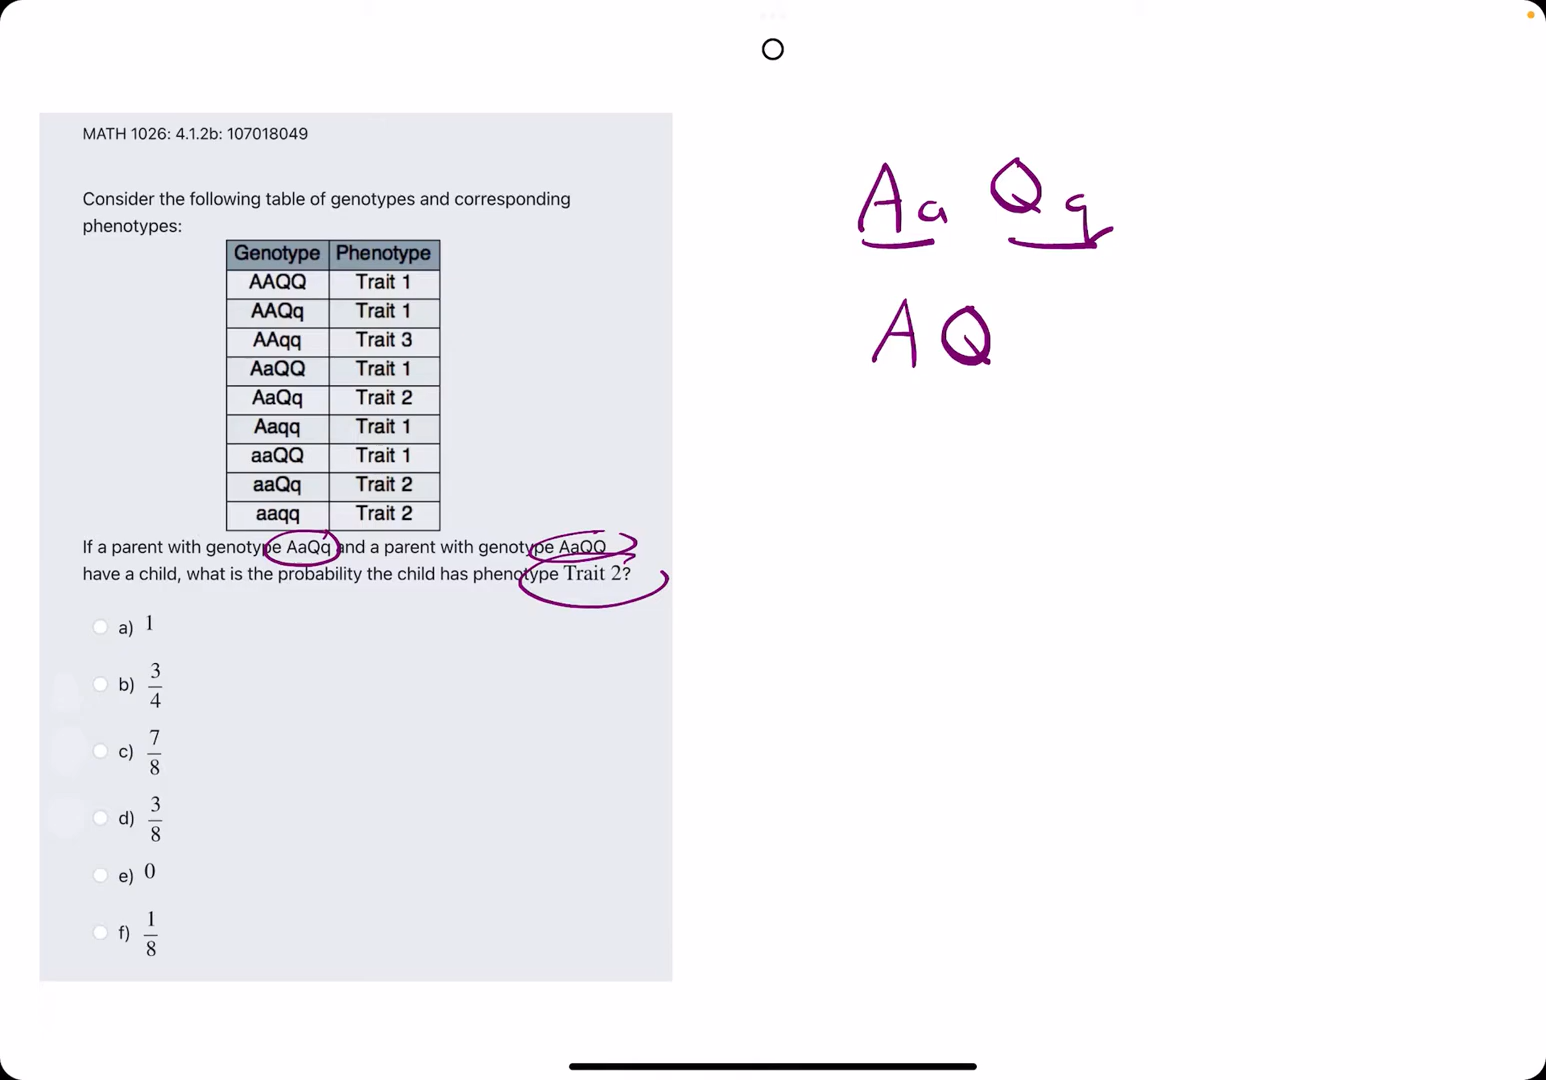 MATH 1026: 4.1.2b: 107018049
Consider the following table of genotypes and corresponding
phenotypes:
Genotype Phenotype
AAQQ Trait 1
AAQq Trait 1
AAqq Trait 3
AaQQ Trait 1
AaQq Trait 2
Aaqq Trait 1
aaQQ Trait 1
aaQq Trait 2
aaqq Trait 2
If a parent with genotype AaQq and a parent with genotype AaQQ
have a child, what is the probability the child has phenotype Trait 2?
a) 1
b) 3/4
c) 7/8
d) 3/8
e) 0
f) 1/8
Aa Qq
AQ